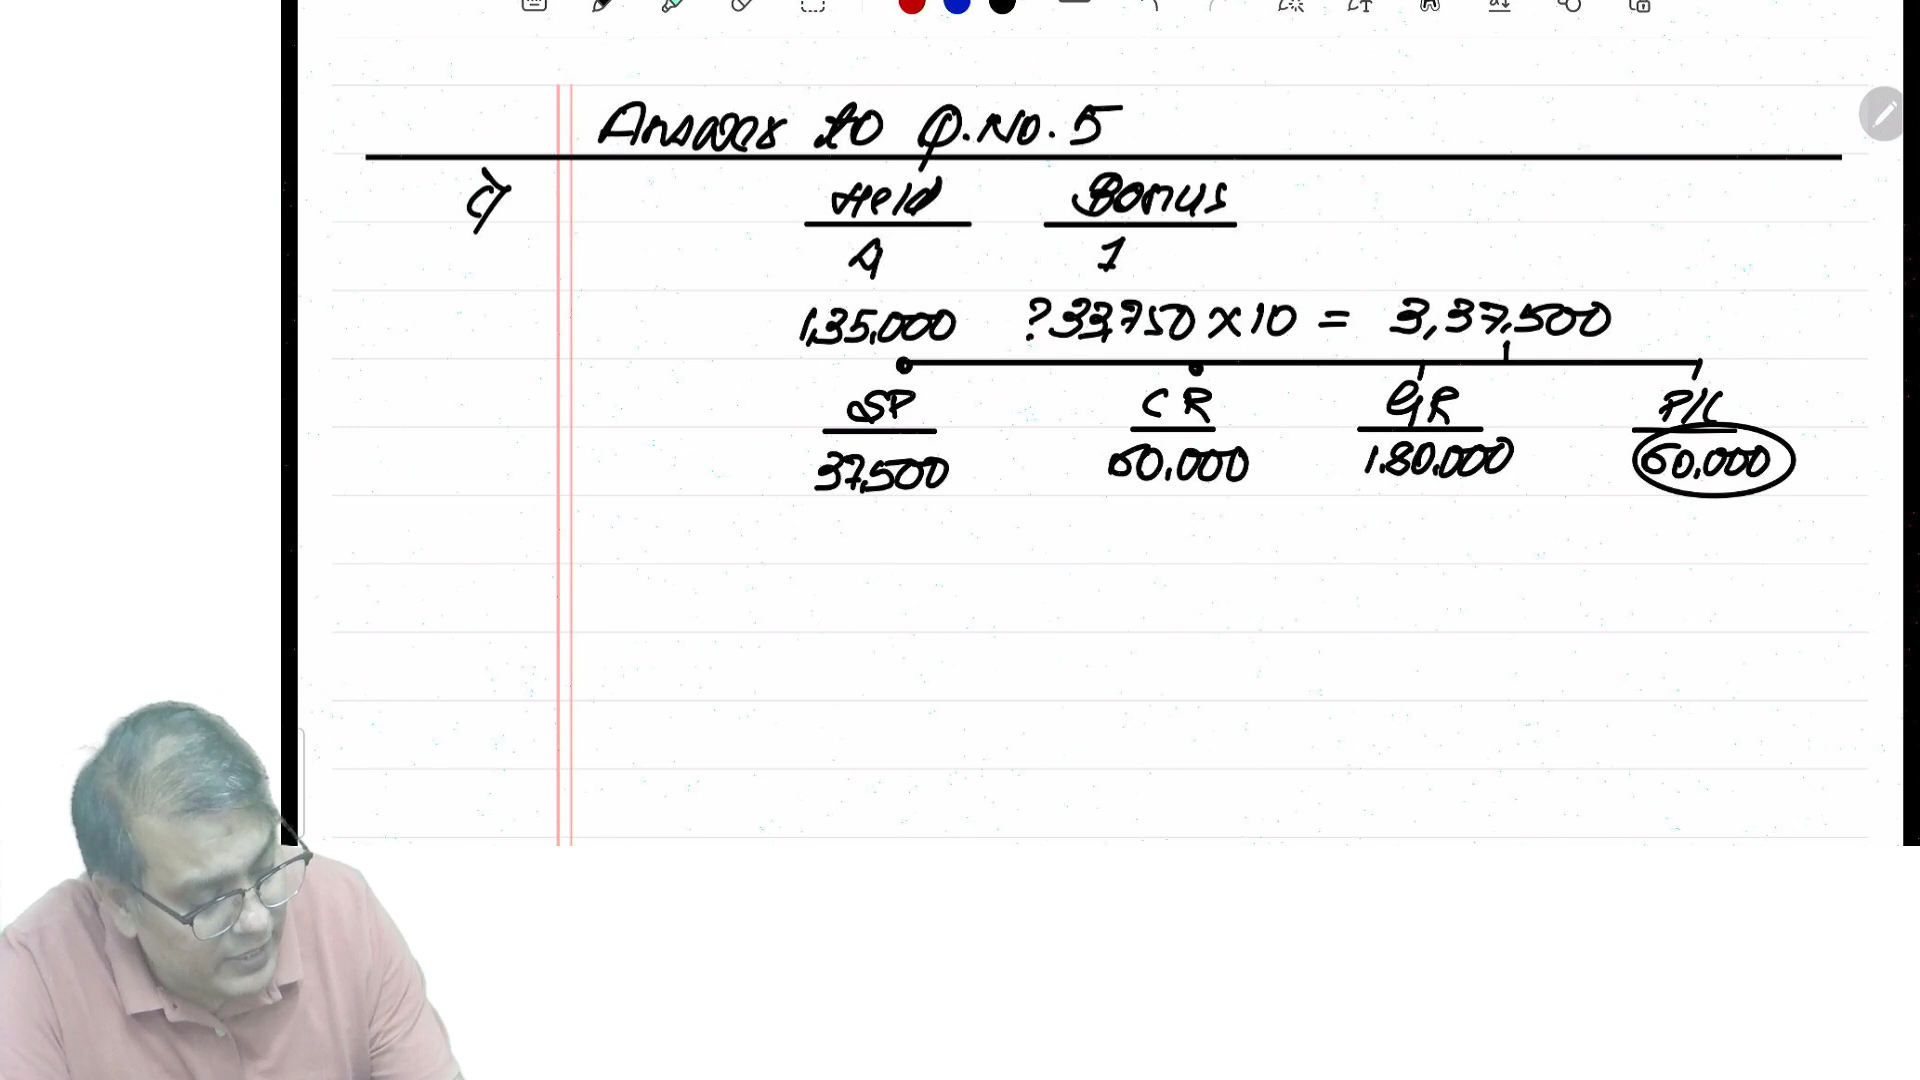 Answer to Q.No.5
c) Held Bonus
4 1
1,35,000 ? 33,750 × 10 = 3,37,500
SP CR GR P/L
37,500 60,000 1,80,000 60,000